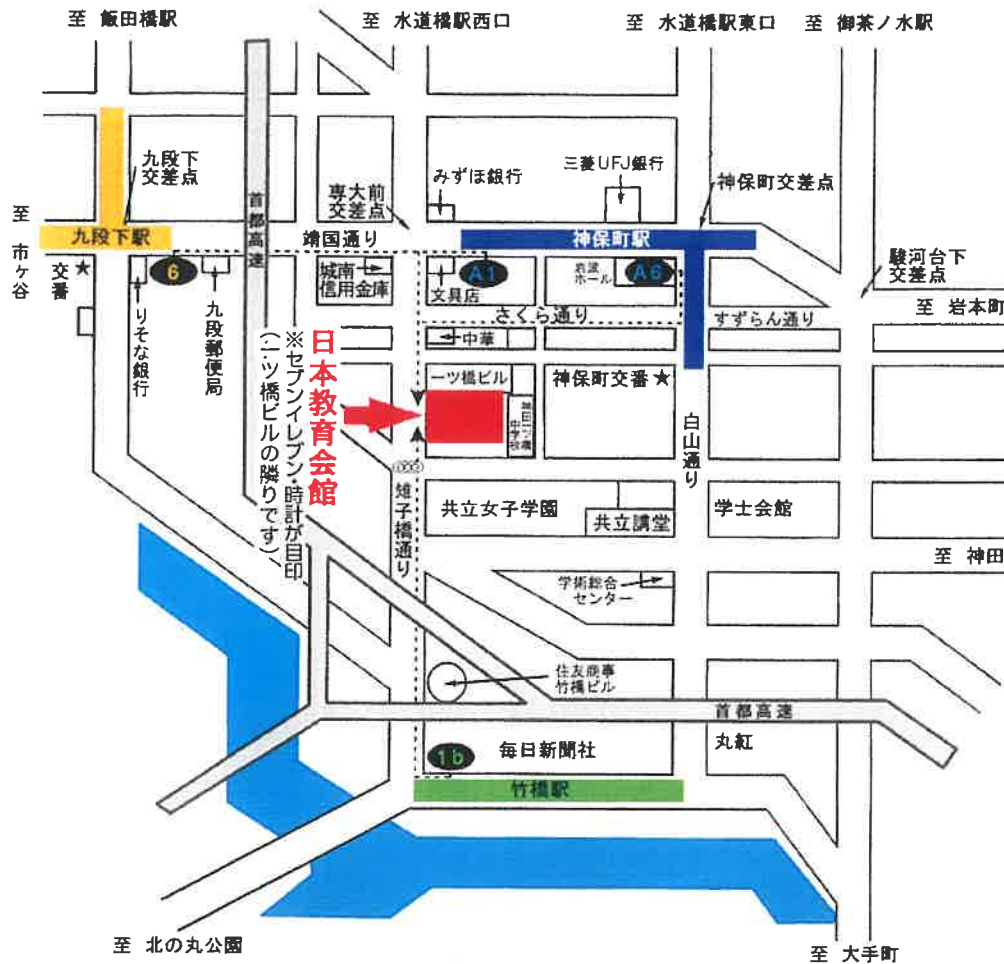 至 飯田橋駅
至 水道橋駅西口
至 水道橋駅東口
至 御茶ノ水駅
九段下
交差点
首都高速
専大前
交差点
みずほ銀行
三菱UFJ銀行
神保町交差点
至 市ヶ谷
九段下駅
靖国通り
神保町駅
駿河台下
交差点
交番★
6
城南
信用金庫
A1
文具店
岩波
ホール
A6
至 岩本町
りそな銀行
九段郵便局
さくら通り
すずらん通り
中華
日本教育会館
※セブンイレブン・時計が目印
(一ツ橋ビルの隣りです)
一ツ橋ビル
神保町交番★
神田一ツ橋
中学校
白山通り
雉子橋通り
共立女子学園
共立講堂
学士会館
至 神田
学術総合
センター
住友商事
竹橋ビル
首都高速
丸紅
毎日新聞社
1b
竹橋駅
至 北の丸公園
至 大手町